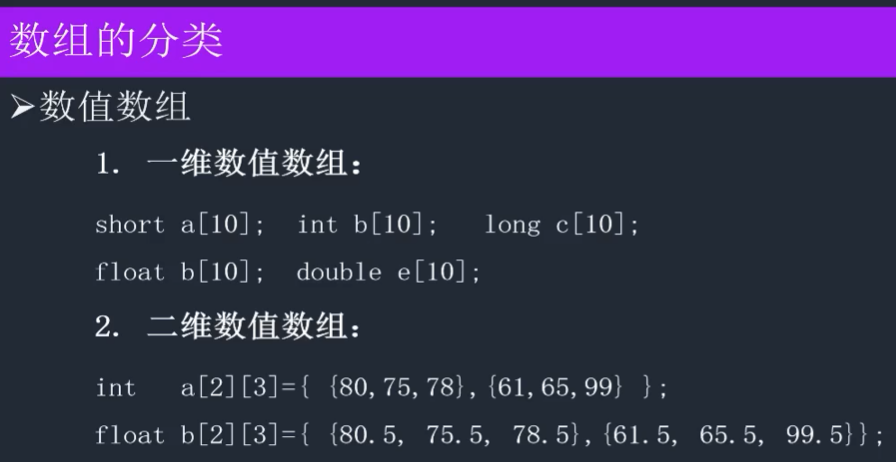 数组的分类
➢数值数组
1. 一维数值数组：
short a[10]; int b[10]; long c[10];
float b[10]; double e[10];
2. 二维数值数组：
int a[2][3]={ {80,75,78},{61,65,99} };
float b[2][3]={ {80.5, 75.5, 78.5},{61.5, 65.5, 99.5}};